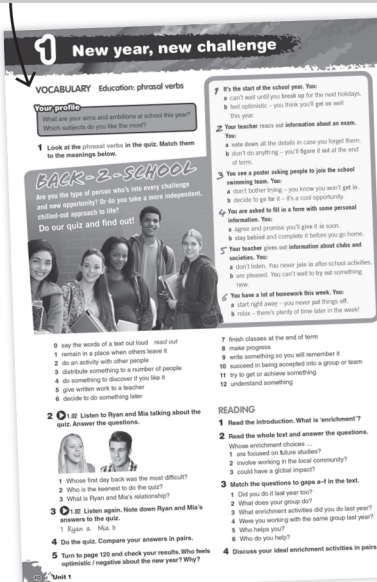 1 New year, new challenge
VOCABULARY Education: phrasal verbs
Your profile
What are your aims and ambitions at school this year?
Which subjects do you like the most?
1 Look at the phrasal verbs in the quiz. Match them
to the meanings below.
BACK-2-SCHOOL
Are you the type of person who's into every challenge
and new opportunity? Or do you take a more independent,
chilled-out approach to life?
Do our quiz and find out!
1 It's the start of the school year. You:
a can't wait until you break up for the next holidays.
b feel optimistic – you think you'll get on well
this year.
2 Your teacher reads out information about an exam.
You:
a note down all the details in case you forget them.
b don't do anything – you'll figure it out at the end
of term.
3 You see a poster asking people to join the school
swimming team. You:
a don't bother trying – you know you won't get in.
b decide to go for it – it's a cool opportunity.
4 You are asked to fill in a form with some personal
information. You:
a agree and promise you'll give it in soon.
b stay behind and complete it before you go home.
5 Your teacher gives out information about clubs and
societies. You:
a don't listen. You never join in after-school activities.
b are pleased. You can't wait to try out something
new.
6 You have a lot of homework this week. You:
a start right away – you never put things off.
b relax – there's plenty of time later in the week!
0 say the words of a text out loud read out
1 remain in a place when others leave it
2 do an activity with other people
3 distribute something to a number of people
4 do something to discover if you like it
5 give written work to a teacher
6 decide to do something later
7 finish classes at the end of term
8 make progress
9 write something so you will remember it
10 succeed in being accepted into a group or team
11 try to get or achieve something
12 understand something
2 1.02 Listen to Ryan and Mia talking about the
quiz. Answer the questions.
1 Whose first day back was the most difficult?
2 Who is the keenest to do the quiz?
3 What is Ryan and Mia's relationship?
3 1.02 Listen again. Note down Ryan and Mia's
answers to the quiz.
1 Ryan a Mia b
4 Do the quiz. Compare your answers in pairs.
5 Turn to page 120 and check your results. Who feels
optimistic / negative about the new year? Why?
READING
1 Read the introduction. What is 'enrichment'?
2 Read the whole text and answer the questions.
Whose enrichment choices ...
1 are focused on future studies?
2 involve working in the local community?
3 could have a global impact?
3 Match the questions to gaps a–f in the text.
1 Did you do it last year too?
2 What other group does your
3 What enrichment activities did you do last year?
4 Were you working with the same group last year?
5 Who helps you?
6 Who do you help?
4 Discuss your ideal enrichment activities in pairs
10 Unit 1